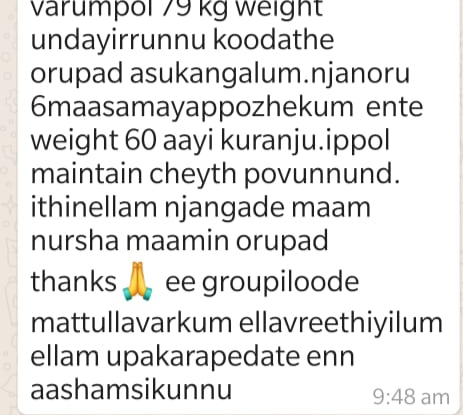 varumpol 79 kg weight
undayirrunnu koodathe
orupad asukangalum.njanoru
6maasamayappozhekum ente
weight 60 aayi kuranju.ippol
maintain cheyth povunnund.
ithinellam njangade maam
nursha maamin orupad
thanks🙏 ee groupiloode
mattullavarkum ellavreethiyilum
ellam upakarapedate enn
aashamsikunnu
9:48 am